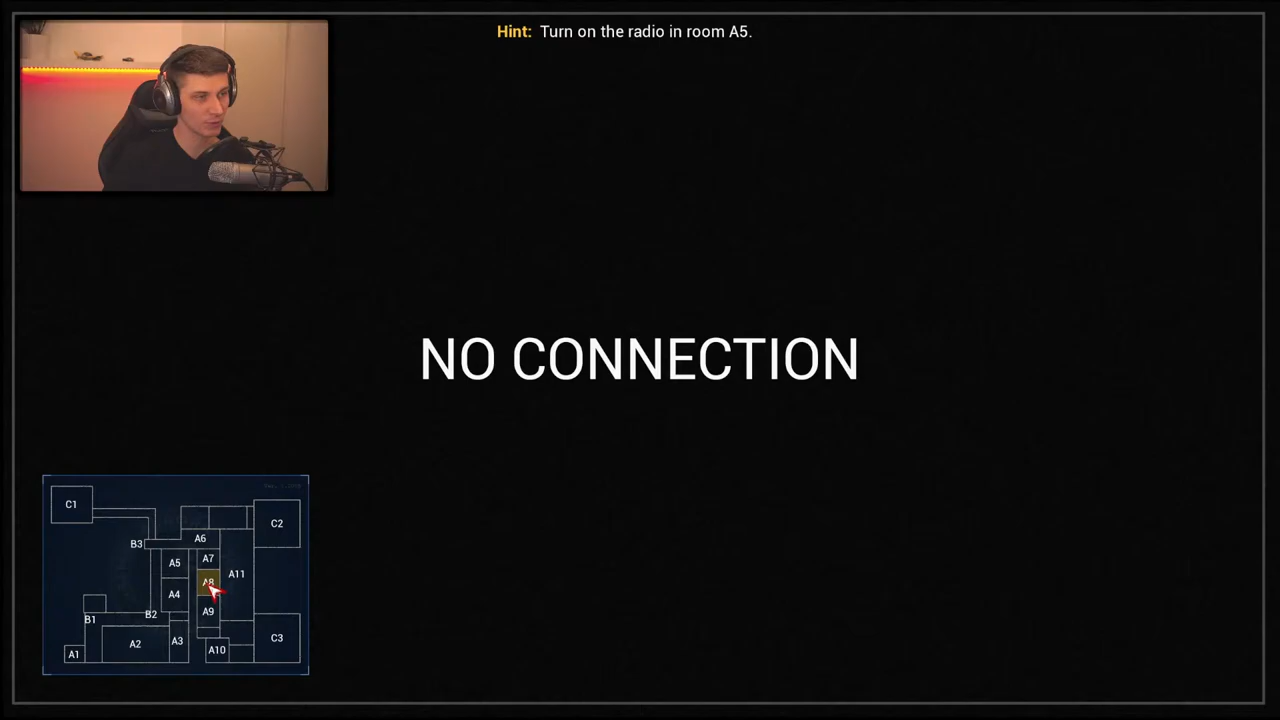 Hint: Turn on the radio in room A5.
NO CONNECTION
C1
C2
A6
B3
A7
A5
A11
A8
A4
A9
B2
B1
C3
A3
A2
A10
A1